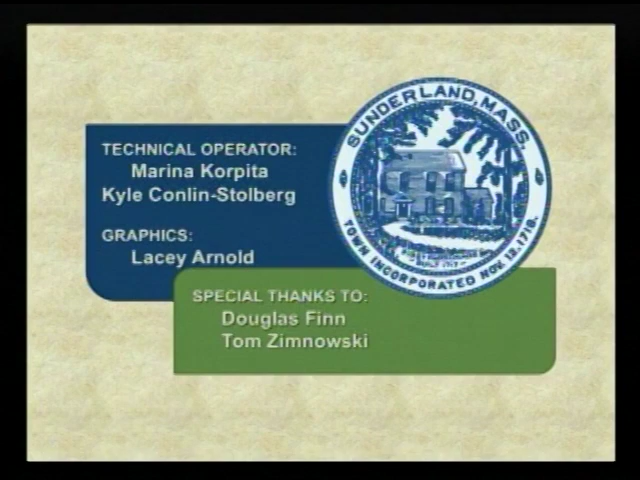 TECHNICAL OPERATOR:
Marina Korpita
Kyle Conlin-Stolberg
GRAPHICS:
Lacey Arnold
SPECIAL THANKS TO:
Douglas Finn
Tom Zimnowski
SUNDERLAND, MASS.
TOWN INCORPORATED NOV. 12, 1718.